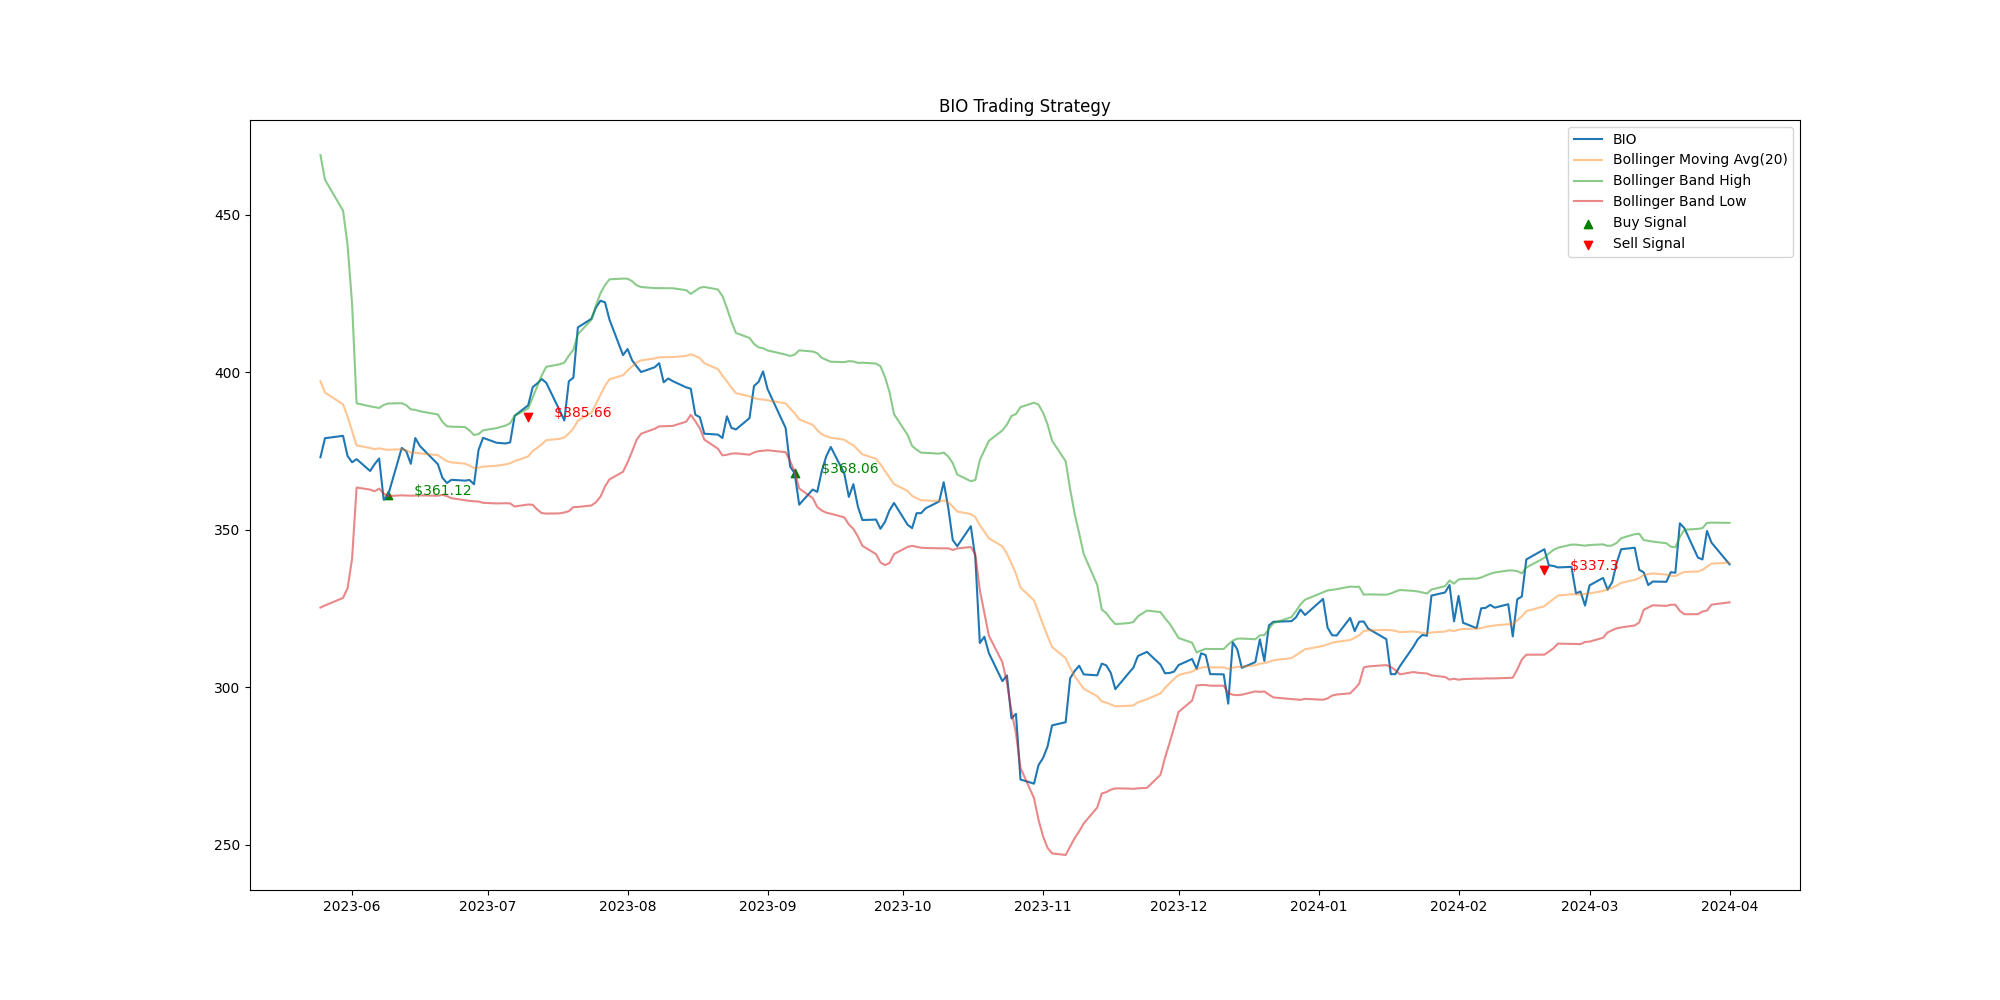 BIO Trading Strategy
BIO
Bollinger Moving Avg(20)
Bollinger Band High
Bollinger Band Low
Buy Signal
Sell Signal
450
400
350
300
250
$385.66
$361.12
$368.06
$337.3
2023-06
2023-07
2023-08
2023-09
2023-10
2023-11
2023-12
2024-01
2024-02
2024-03
2024-04